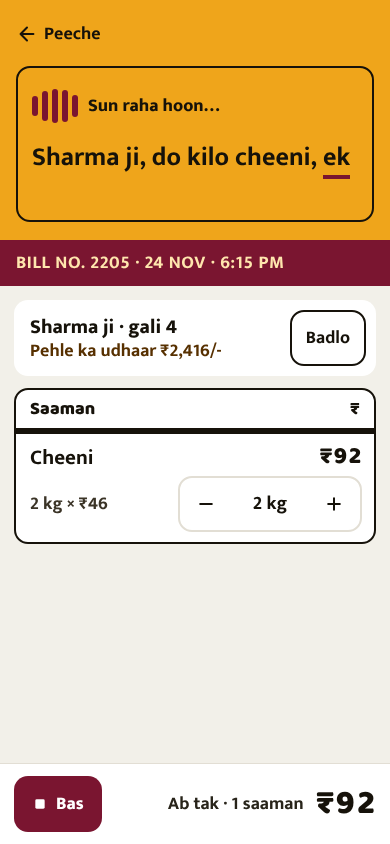 Peeche
Sun raha hoon...
Sharma ji, do kilo cheeni, ek
BILL NO. 2205 · 24 NOV · 6:15 PM
Sharma ji · gali 4
Pehle ka udhaar ₹2,416/-
Badlo
Saaman ₹
Cheeni ₹92
2 kg × ₹46 − 2 kg +
Bas Ab tak · 1 saaman ₹92